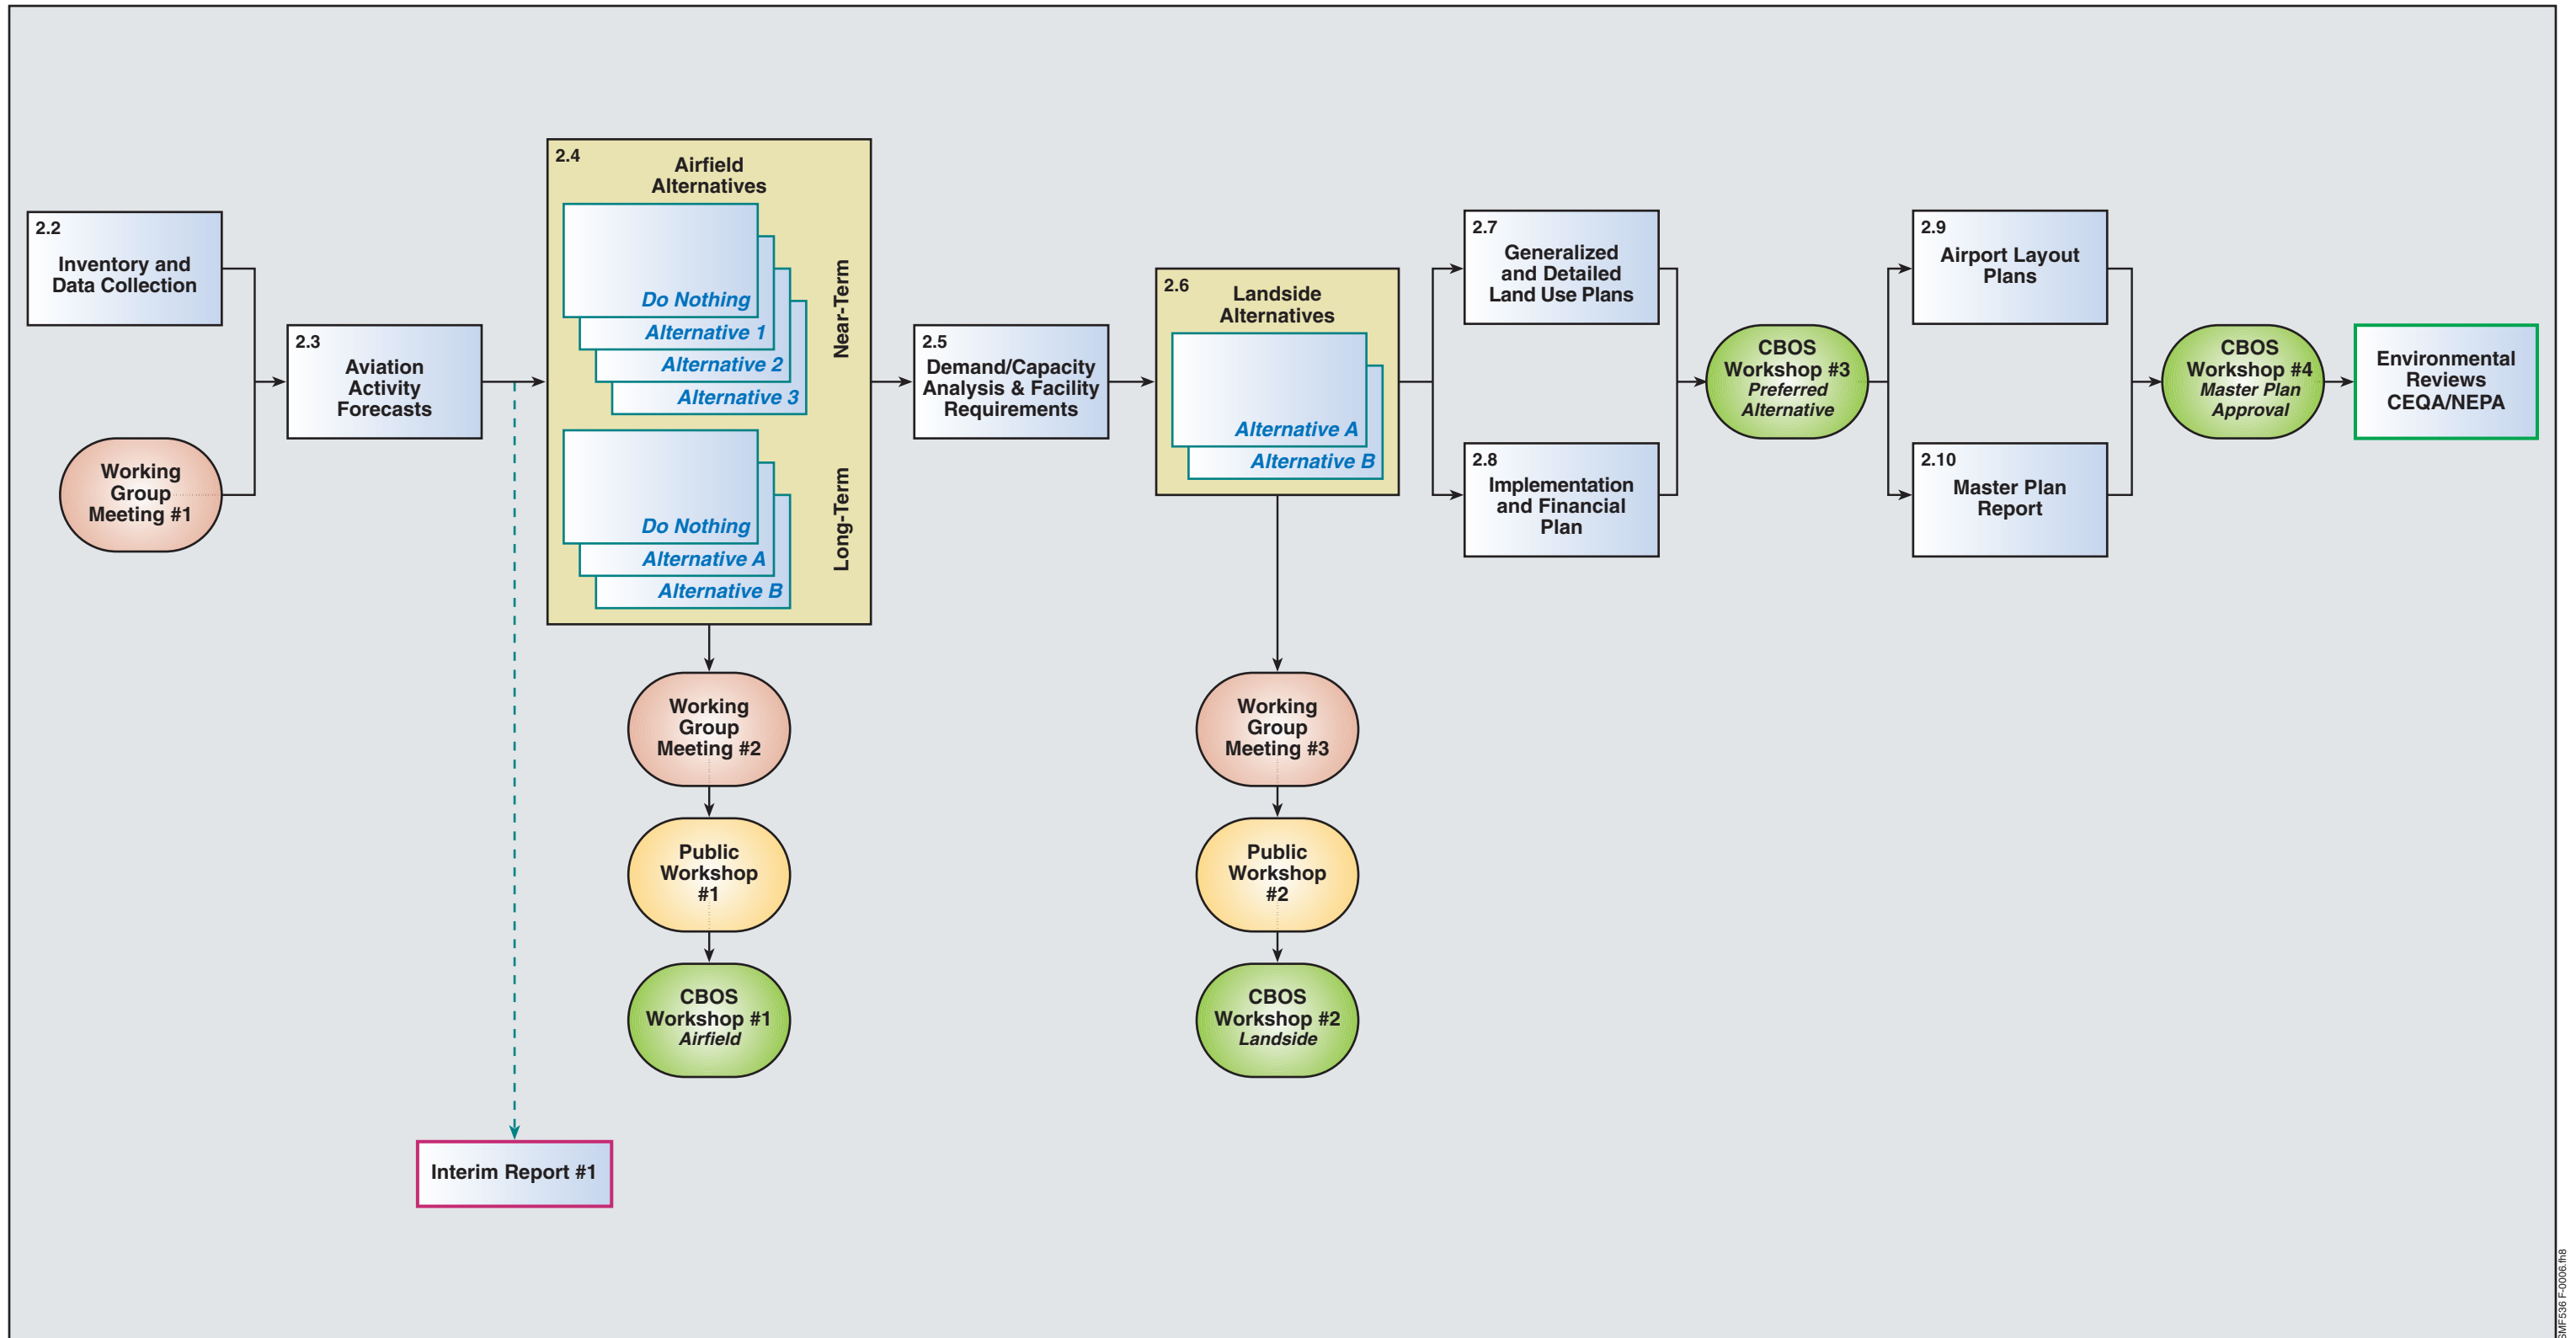 2.2
Inventory and
Data Collection
Working
Group
Meeting #1
2.3
Aviation
Activity
Forecasts
2.4
Airfield
Alternatives
Do Nothing
Alternative 1
Alternative 2
Alternative 3
Near-Term
Do Nothing
Alternative A
Alternative B
Long-Term
Working
Group
Meeting #2
Public
Workshop
#1
CBOS
Workshop #1
Airfield
Interim Report #1
2.5
Demand/Capacity
Analysis & Facility
Requirements
2.6
Landside
Alternatives
Alternative A
Alternative B
Working
Group
Meeting #3
Public
Workshop
#2
CBOS
Workshop #2
Landside
2.7
Generalized
and Detailed
Land Use Plans
2.8
Implementation
and Financial
Plan
CBOS
Workshop #3
Preferred
Alternative
2.9
Airport Layout
Plans
2.10
Master Plan
Report
CBOS
Workshop #4
Master Plan
Approval
Environmental
Reviews
CEQA/NEPA
SMF536 F-0006.fh8